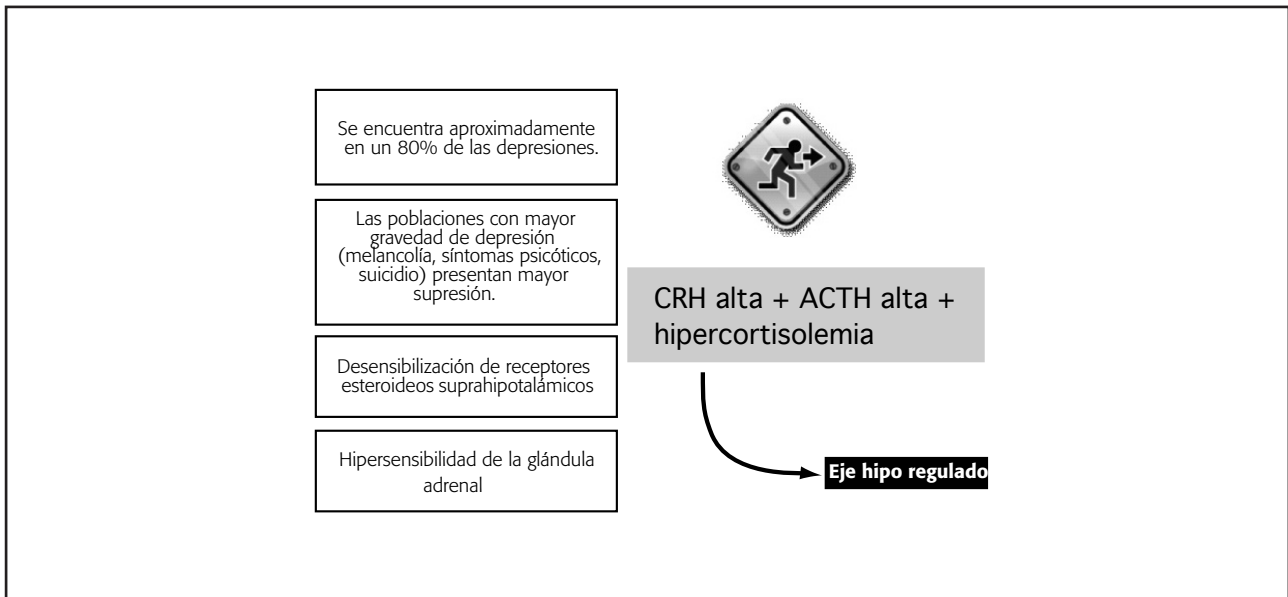 Se encuentra aproximadamente
en un 80% de las depresiones.
Las poblaciones con mayor
gravedad de depresión
(melancolía, síntomas psicóticos,
suicidio) presentan mayor
supresión.
Desensibilización de receptores
esteroideos suprahipotalámicos
Hipersensibilidad de la glándula
adrenal
CRH alta + ACTH alta +
hipercortisolemia
Eje hipo regulado